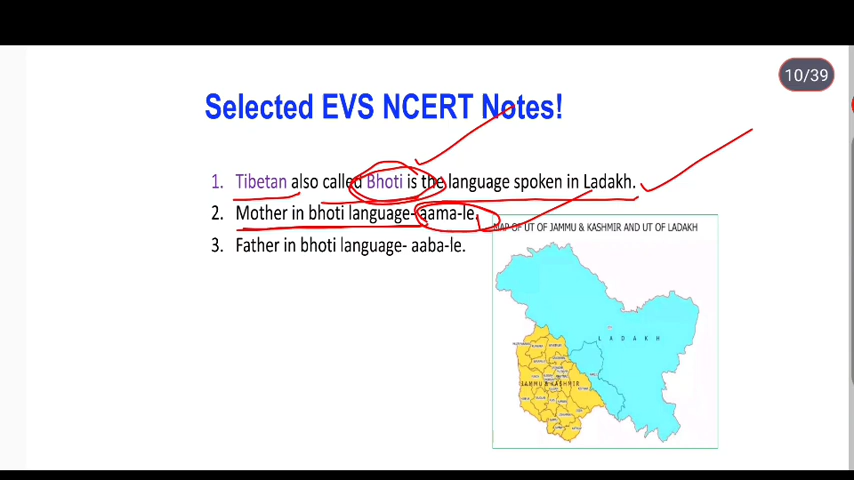 10/39
Selected EVS NCERT Notes!
1. Tibetan also called Bhoti is the language spoken in Ladakh.
2. Mother in bhoti language- aama-le.
MAP OF UT OF JAMMU & KASHMIR AND UT OF LADAKH
3. Father in bhoti language- aaba-le.
LADAKH
JAMMU & KASHMIR